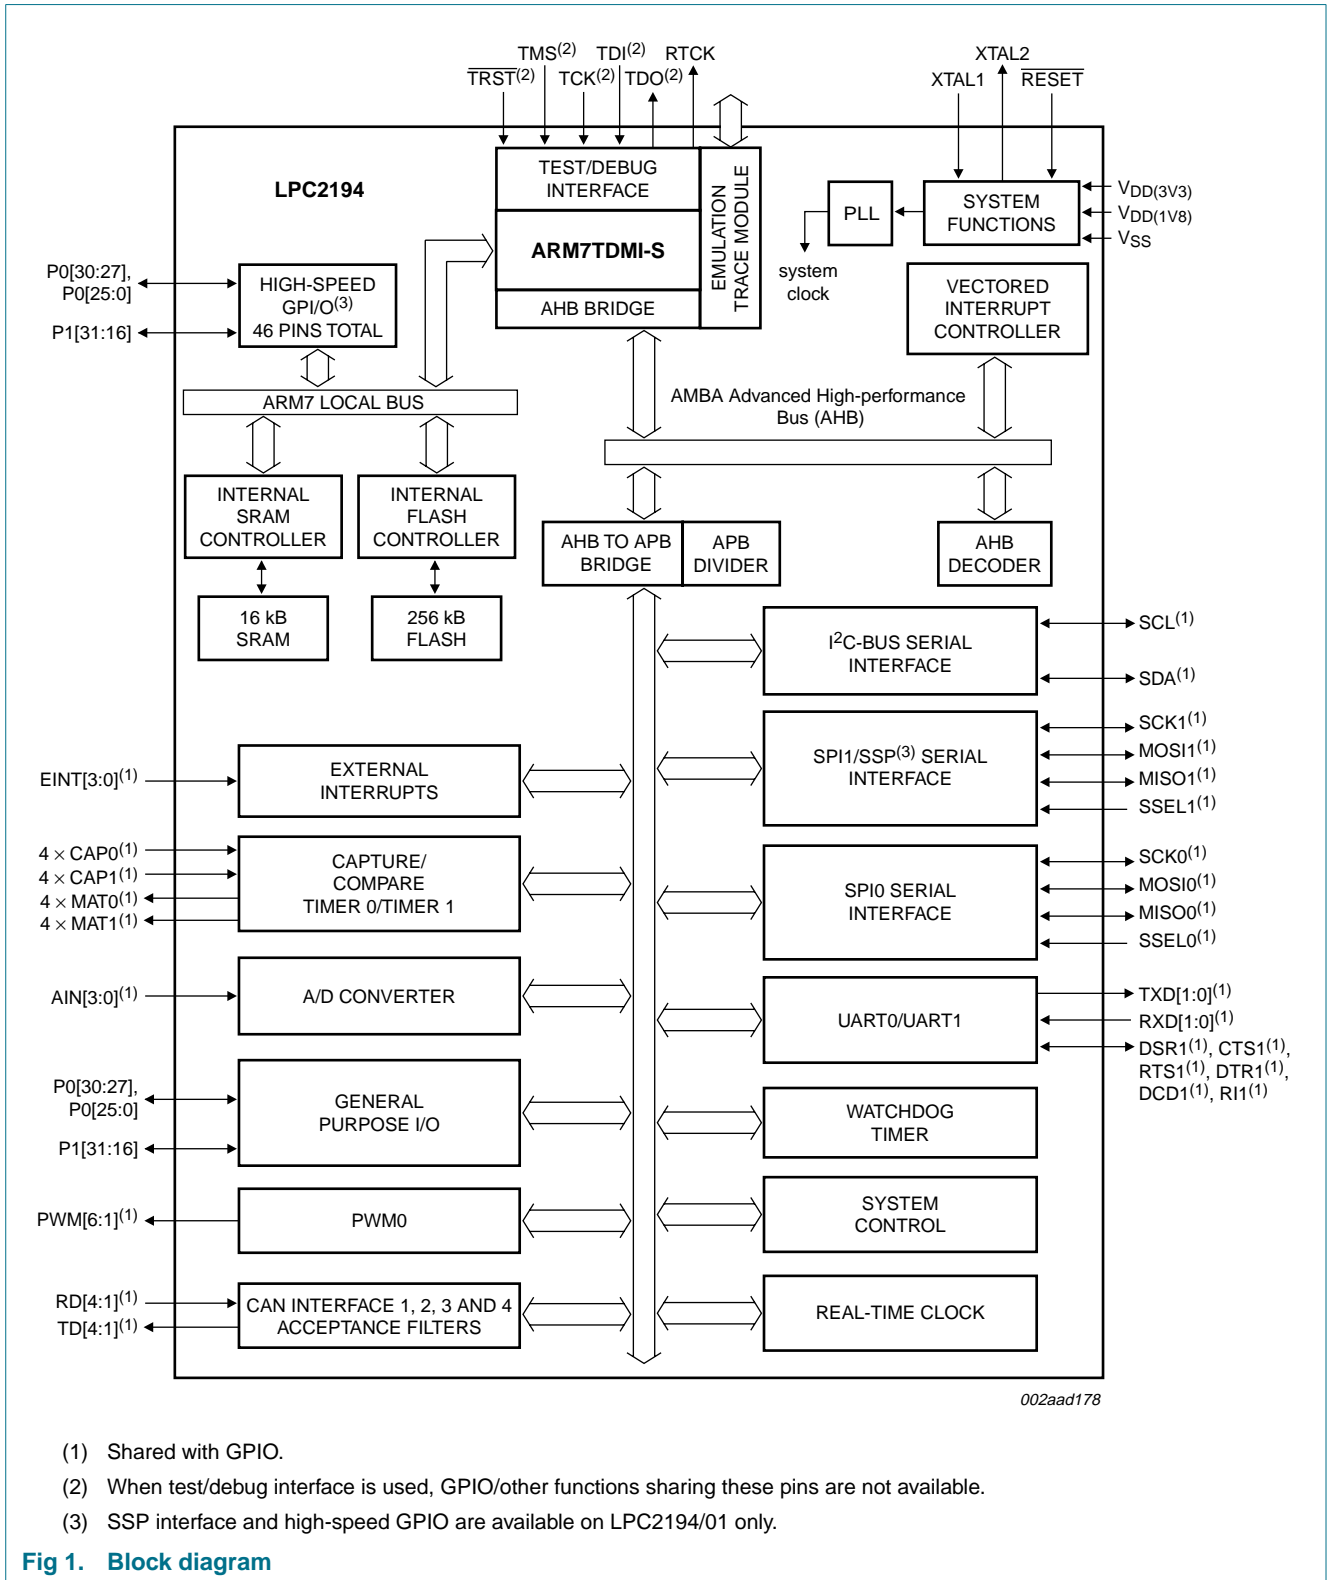 TMS(2) TDI(2) RTCK
TRST(2) TCK(2) TDO(2)
XTAL2
XTAL1 RESET
LPC2194
TEST/DEBUG
INTERFACE
ARM7TDMI-S
AHB BRIDGE
EMULATION
TRACE MODULE
PLL
system
clock
SYSTEM
FUNCTIONS
VDD(3V3)
VDD(1V8)
VSS
P0[30:27],
P0[25:0]
P1[31:16]
HIGH-SPEED
GPI/O(3)
46 PINS TOTAL
VECTORED
INTERRUPT
CONTROLLER
ARM7 LOCAL BUS
AMBA Advanced High-performance
Bus (AHB)
INTERNAL
SRAM
CONTROLLER
INTERNAL
FLASH
CONTROLLER
16 kB
SRAM
256 kB
FLASH
AHB TO APB
BRIDGE
APB
DIVIDER
AHB
DECODER
I2C-BUS SERIAL
INTERFACE
SCL(1)
SDA(1)
SPI1/SSP(3) SERIAL
INTERFACE
SCK1(1)
MOSI1(1)
MISO1(1)
SSEL1(1)
EINT[3:0](1)
EXTERNAL
INTERRUPTS
4 × CAP0(1)
4 × CAP1(1)
4 × MAT0(1)
4 × MAT1(1)
CAPTURE/
COMPARE
TIMER 0/TIMER 1
SPI0 SERIAL
INTERFACE
SCK0(1)
MOSI0(1)
MISO0(1)
SSEL0(1)
AIN[3:0](1)
A/D CONVERTER
UART0/UART1
TXD[1:0](1)
RXD[1:0](1)
DSR1(1), CTS1(1),
RTS1(1), DTR1(1),
DCD1(1), RI1(1)
P0[30:27],
P0[25:0]
P1[31:16]
GENERAL
PURPOSE I/O
WATCHDOG
TIMER
PWM[6:1](1)
PWM0
SYSTEM
CONTROL
RD[4:1](1)
TD[4:1](1)
CAN INTERFACE 1, 2, 3 AND 4
ACCEPTANCE FILTERS
REAL-TIME CLOCK
002aad178
(1) Shared with GPIO.
(2) When test/debug interface is used, GPIO/other functions sharing these pins are not available.
(3) SSP interface and high-speed GPIO are available on LPC2194/01 only.
Fig 1. Block diagram